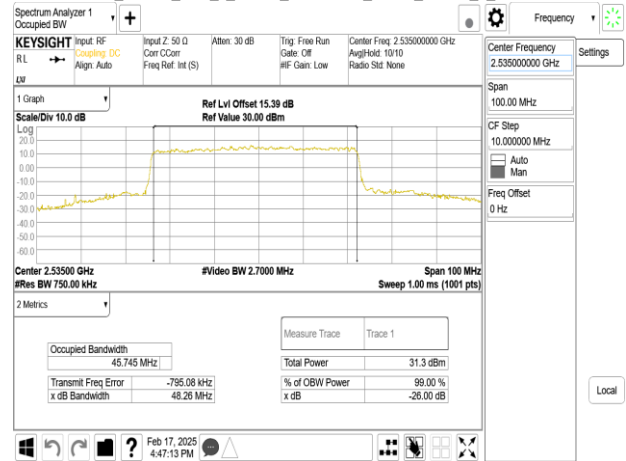 Spectrum Analyzer 1
Occupied BW
Frequency
KEYSIGHT
RL
Input: RF
Coupling: DC
Align: Auto
Input Z: 50 Ω
Corr CCorr
Freq Ref: Int (S)
Atten: 30 dB
Trig: Free Run
Gate: Off
#IF Gain: Low
Center Freq: 2.535000000 GHz
Avg|Hold: 10/10
Radio Std: None
LXI
Center Frequency
2.535000000 GHz
Settings
Span
100.00 MHz
CF Step
10.000000 MHz
Auto
Man
Freq Offset
0 Hz
Local
1 Graph
Scale/Div 10.0 dB
Ref Lvl Offset 15.39 dB
Ref Value 30.00 dBm
Log
20.0
10.0
0.00
-10.0
-20.0
-30.0
-40.0
-50.0
-60.0
Center 2.53500 GHz
#Video BW 2.7000 MHz
Span 100 MHz
#Res BW 750.00 kHz
Sweep 1.00 ms (1001 pts)
2 Metrics
Measure Trace
Trace 1
Occupied Bandwidth
45.745 MHz
Total Power
31.3 dBm
Transmit Freq Error
-795.08 kHz
% of OBW Power
99.00 %
x dB Bandwidth
48.26 MHz
x dB
-26.00 dB
Feb 17, 2025
4:47:13 PM